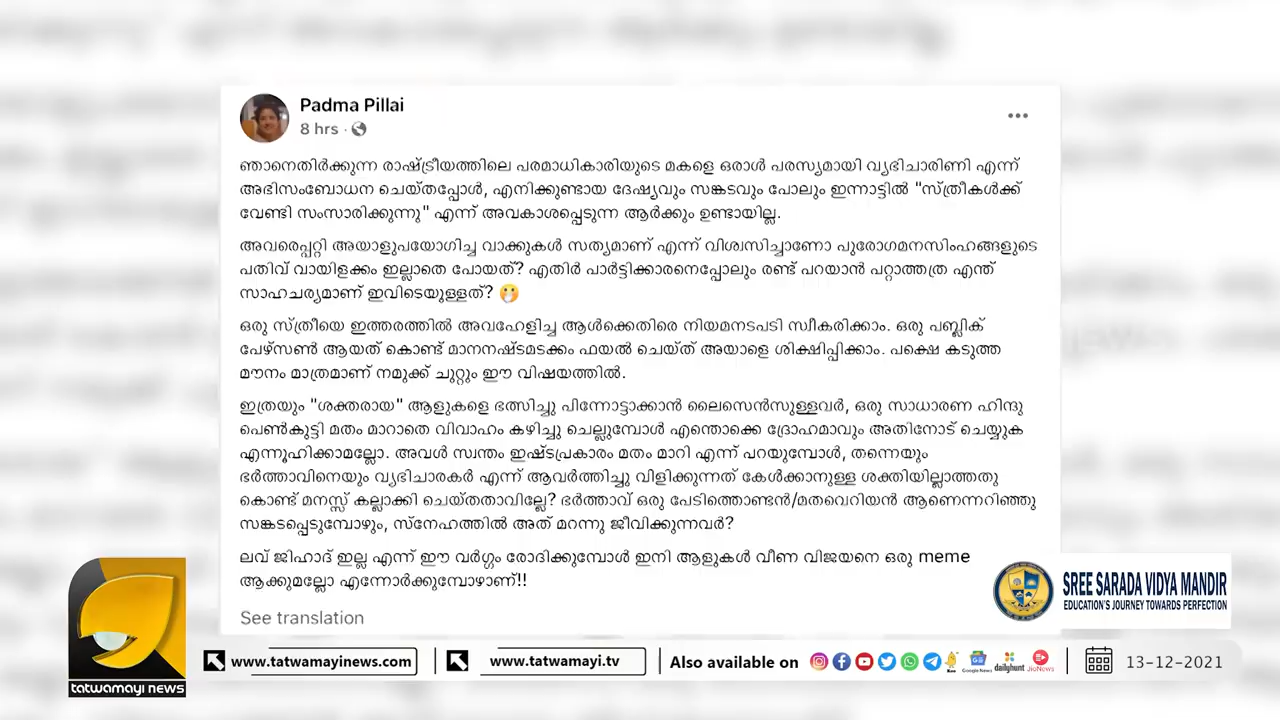 Padma Pillai
8 hrs ·
ഞാനെതിർക്കുന്ന രാഷ്ട്രീയത്തിലെ പരമാധികാരിയുടെ മകളെ ഒരാൾ പരസ്യമായി വ്യഭിചാരിണി എന്ന്
അഭിസംബോധന ചെയ്തപ്പോൾ, എനിക്കുണ്ടായ ദേഷ്യവും സങ്കടവും പോലും ഇന്നാട്ടിൽ "സ്ത്രീകൾക്ക്
വേണ്ടി സംസാരിക്കുന്നു" എന്ന് അവകാശപ്പെടുന്ന ആർക്കും ഉണ്ടായില്ല.
അവരെപ്പറ്റി അയാളുപയോഗിച്ച വാക്കുകൾ സത്യമാണ് എന്ന് വിശ്വസിച്ചാണോ പുരോഗമനസിംഹങ്ങളുടെ
പതിവ് വായിളക്കം ഇല്ലാതെ പോയത്? എതിർ പാർട്ടിക്കാരനെപ്പോലും രണ്ട് പറയാൻ പറ്റാത്തത്ര എന്ത്
സാഹചര്യമാണ് ഇവിടെയുള്ളത്? 🤭
ഒരു സ്ത്രീയെ ഇത്തരത്തിൽ അവഹേളിച്ച ആൾക്കെതിരെ നിയമനടപടി സ്വീകരിക്കാം. ഒരു പബ്ലിക്
പേഴ്സൺ ആയത് കൊണ്ട് മാനനഷ്ടമടക്കം ഫയൽ ചെയ്ത് അയാളെ ശിക്ഷിപ്പിക്കാം. പക്ഷെ കടുത്ത
മൗനം മാത്രമാണ് നമുക്ക് ചുറ്റും ഈ വിഷയത്തിൽ.
ഇത്രയും "ശക്തരായ" ആളുകളെ ഭത്സിച്ചു പിന്നോട്ടാക്കാൻ ലൈസെൻസുള്ളവർ, ഒരു സാധാരണ ഹിന്ദു
പെൺകുട്ടി മതം മാറാതെ വിവാഹം കഴിച്ചു ചെല്ലുമ്പോൾ എന്തൊക്കെ ദ്രോഹമാവും അതിനോട് ചെയ്യുക
എന്നൂഹിക്കാമല്ലോ. അവൾ സ്വന്തം ഇഷ്ടപ്രകാരം മതം മാറി എന്ന് പറയുമ്പോൾ, തന്നെയും
ഭർത്താവിനെയും വ്യഭിചാരകർ എന്ന് ആവർത്തിച്ചു വിളിക്കുന്നത് കേൾക്കാനുള്ള ശക്തിയില്ലാത്തതു
കൊണ്ട് മനസ്സ് കല്ലാക്കി ചെയ്തതാവില്ലേ? ഭർത്താവ് ഒരു പേടിത്തൊണ്ടൻ/മതവെറിയൻ ആണെന്നറിഞ്ഞു
സങ്കടപ്പെടുമ്പോഴും, സ്നേഹത്തിൽ അത് മറന്നു ജീവിക്കുന്നവർ?
ലവ് ജിഹാദ് ഇല്ല എന്ന് ഈ വർഗ്ഗം രോദിക്കുമ്പോൾ ഇനി ആളുകൾ വീണ വിജയനെ ഒരു meme
ആക്കുമല്ലോ എന്നോർക്കുമ്പോഴാണ്!!
See translation
SREE SARADA VIDYA MANDIR
EDUCATION'S JOURNEY TOWARDS PERFECTION
tatwamayi news
www.tatwamayinews.com
www.tatwamayi.tv
Also available on
Google News
dailyhunt
JioNews
13-12-2021